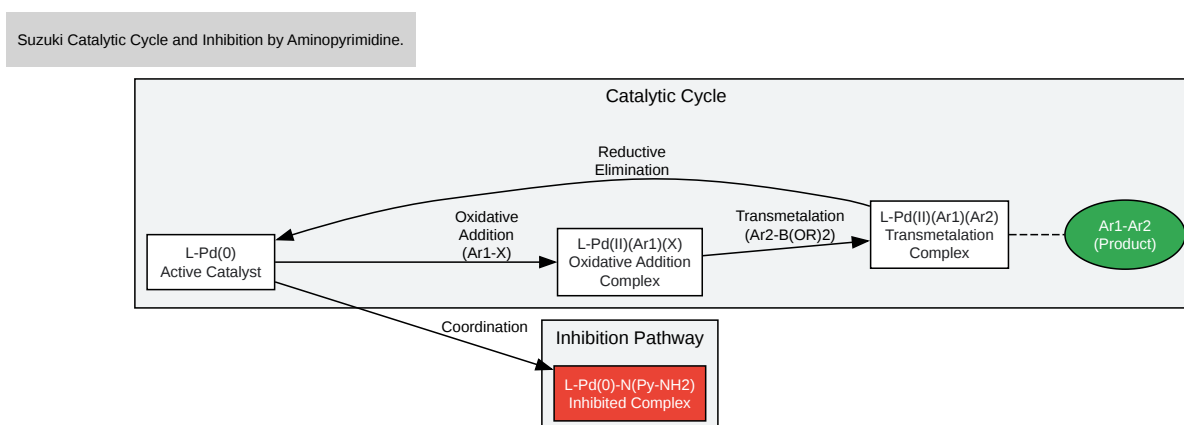 Suzuki Catalytic Cycle and Inhibition by Aminopyrimidine.
Catalytic Cycle
Reductive
Elimination
Oxidative
Addition
(Ar1-X)
Transmetalation
(Ar2-B(OR)2)
L-Pd(0)
Active Catalyst
L-Pd(II)(Ar1)(X)
Oxidative Addition
Complex
L-Pd(II)(Ar1)(Ar2)
Transmetalation
Complex
Ar1-Ar2
(Product)
Coordination
Inhibition Pathway
L-Pd(0)-N(Py-NH2)
Inhibited Complex